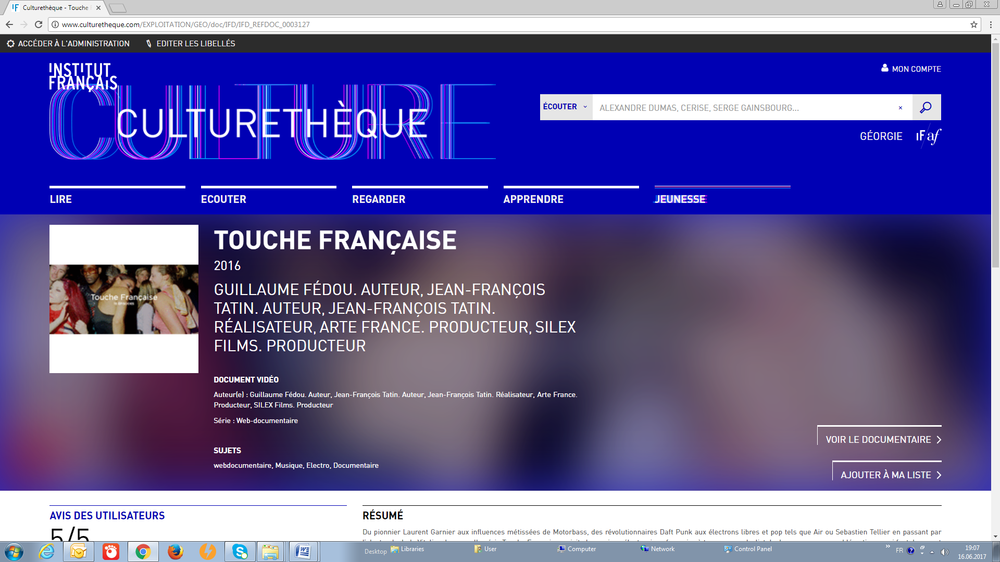 Culturethèque - Touche
www.culturetheque.com/EXPLOITATION/GEO/doc/IFD/IFD_REFDOC_0003127
ACCÉDER À L'ADMINISTRATION
EDITER LES LIBELLÉS
INSTITUT
FRANÇAIS
CULTURE
CULTURETHÈQUE
MON COMPTE
ÉCOUTER
ALEXANDRE DUMAS, CERISE, SERGE GAINSBOURG...
GÉORGIE
IF/af
LIRE
ECOUTER
REGARDER
APPRENDRE
JEUNESSE
Touche Française
TOUCHE FRANÇAISE
2016
GUILLAUME FÉDOU. AUTEUR, JEAN-FRANÇOIS
TATIN. AUTEUR, JEAN-FRANÇOIS TATIN.
RÉALISATEUR, ARTE FRANCE. PRODUCTEUR, SILEX
FILMS. PRODUCTEUR
DOCUMENT VIDÉO
Auteur(e) : Guillaume Fédou. Auteur, Jean-François Tatin. Auteur, Jean-François Tatin. Réalisateur, Arte France.
Producteur, SILEX Films. Producteur
Série : Web-documentaire
SUJETS
webdocumentaire, Musique, Electro, Documentaire
VOIR LE DOCUMENTAIRE
AJOUTER À MA LISTE
AVIS DES UTILISATEURS
5/5
RÉSUMÉ
Du pionnier Laurent Garnier aux influences métissées de Motorbass, des révolutionnaires Daft Punk aux électrons libres et pop tels que Air ou Sebastien Tellier en passant par
Desktop
Libraries
User
Computer
Network
Control Panel
FR
19:07
16.06.2017